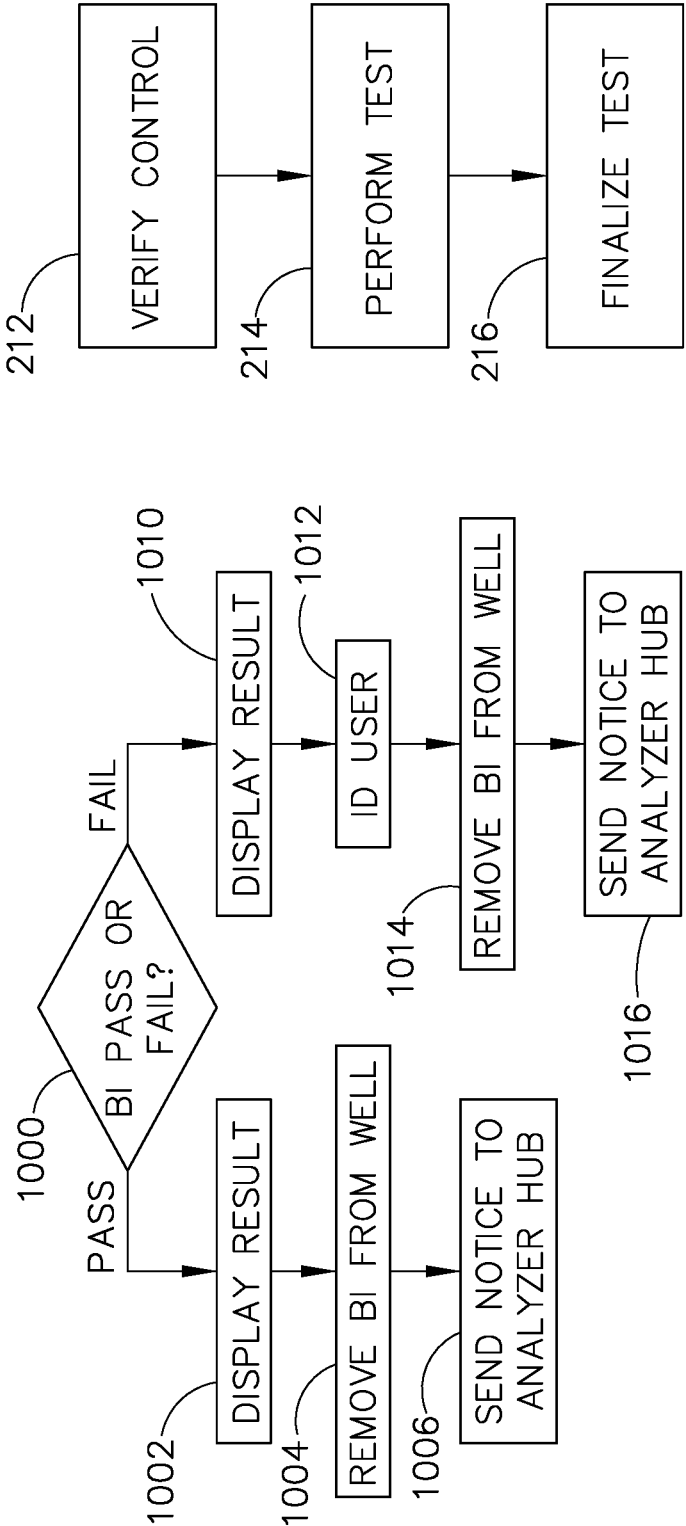 1000
BI PASS OR
FAIL?
PASS
FAIL
1002
DISPLAY RESULT
1004
REMOVE BI FROM WELL
1006
SEND NOTICE TO
ANALYZER HUB
1010
DISPLAY RESULT
1012
ID USER
1014
REMOVE BI FROM WELL
1016
SEND NOTICE TO
ANALYZER HUB
212
VERIFY CONTROL
214
PERFORM TEST
216
FINALIZE TEST